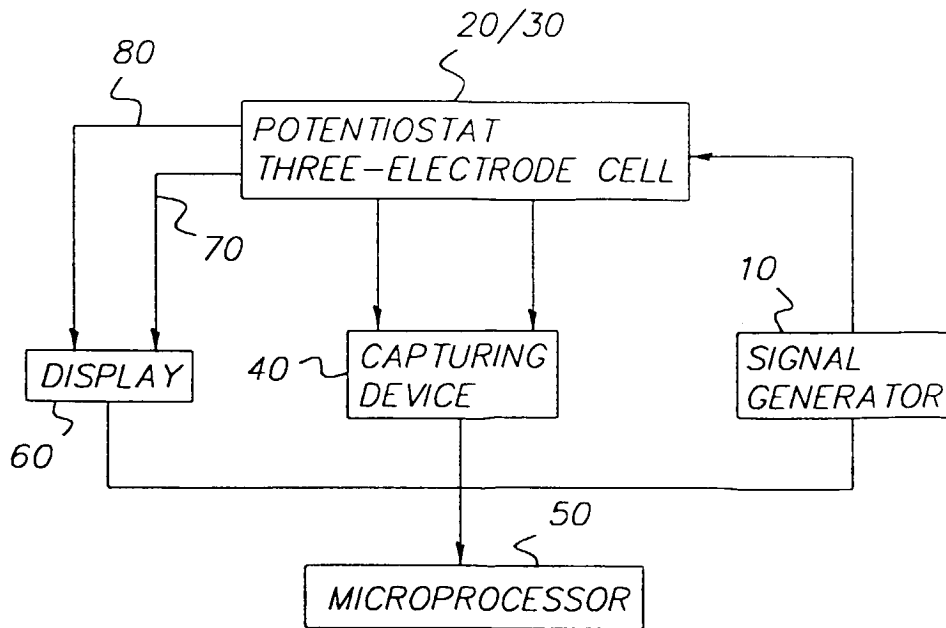 20/30
80
POTENTIOSTAT
THREE-ELECTRODE CELL
70
10
DISPLAY
40
CAPTURING
DEVICE
SIGNAL
GENERATOR
60
50
MICROPROCESSOR